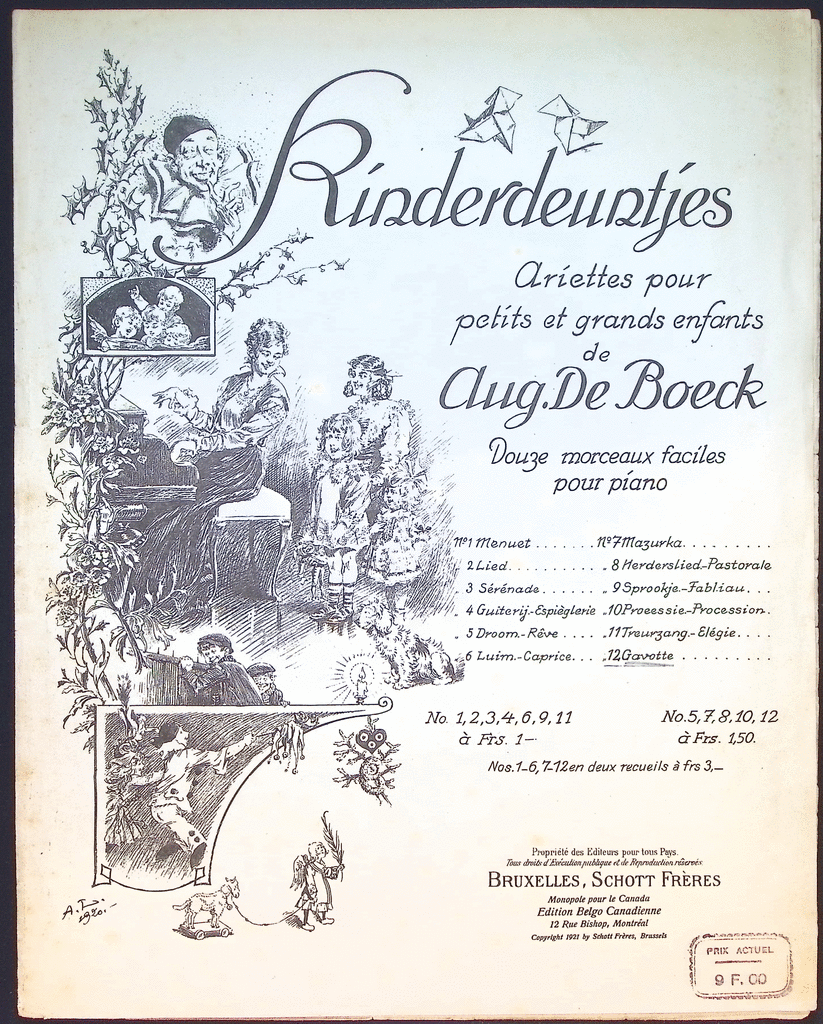 Kinderdeuntjes
Ariettes pour
petits et grands enfants
de
Aug. De Boeck
Douze morceaux faciles
pour piano
Nº1 Menuet . . . . . . .
„ 2 Lied . . . . . . . . . .
„ 3 Sérénade . . . . . .
„ 4 Guiterij.-Espièglerie
„ 5 Droom.-Rêve . . . .
„ 6 Luim.-Caprice . . .
Nº7 Mazurka . . . . . . . . .
8 Herderslied.-Pastorale
„ 9 Sprookje.-Fabliau . . .
„ 10 Processie.-Procession.
„ 11 Treurzang.-Elégie . . . .
„ 12 Gavotte . . . . . . . . .
No. 1, 2, 3, 4, 6, 9, 11
à Frs. 1-
No. 5, 7, 8, 10, 12
à Frs. 1,50.
Nos. 1-6, 7-12 en deux recueils à frs 3,-
Propriété des Editeurs pour tous Pays.
Tous droits d'Exécution publique et de Reproduction réservés.
BRUXELLES, SCHOTT FRÈRES
Monopole pour le Canada
Edition Belgo Canadienne
12 Rue Bishop, Montréal
Copyright 1921 by Schott Frères, Brussels
A. L.
1920.-
PRIX ACTUEL
9 F. 00